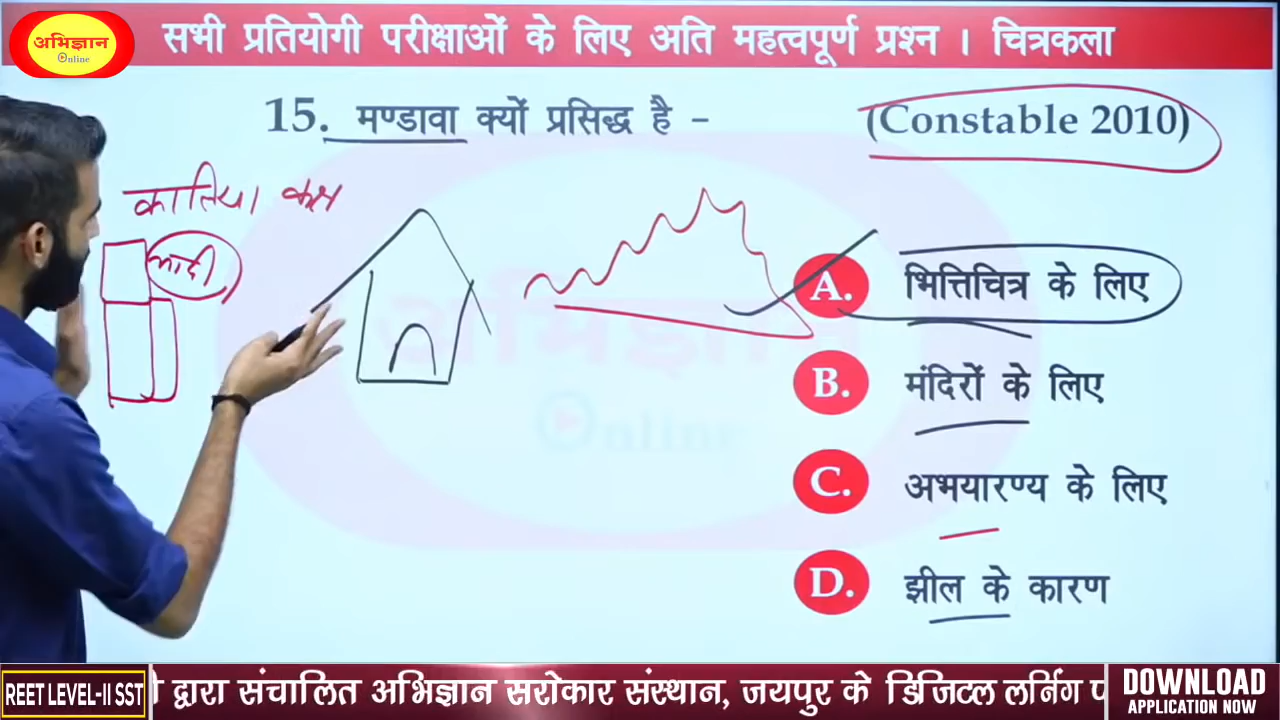 अभिज्ञान
Online
सभी प्रतियोगी परीक्षाओं के लिए अति महत्वपूर्ण प्रश्न । चित्रकला
15. मण्डावा क्यों प्रसिद्ध है –
(Constable 2010)
A. भित्तिचित्र के लिए
B. मंदिरों के लिए
C. अभयारण्य के लिए
D. झील के कारण
REET LEVEL-II SST
द्वारा संचालित अभिज्ञान सरोकार संस्थान, जयपुर के डिजिटल लर्निग
DOWNLOAD
APPLICATION NOW